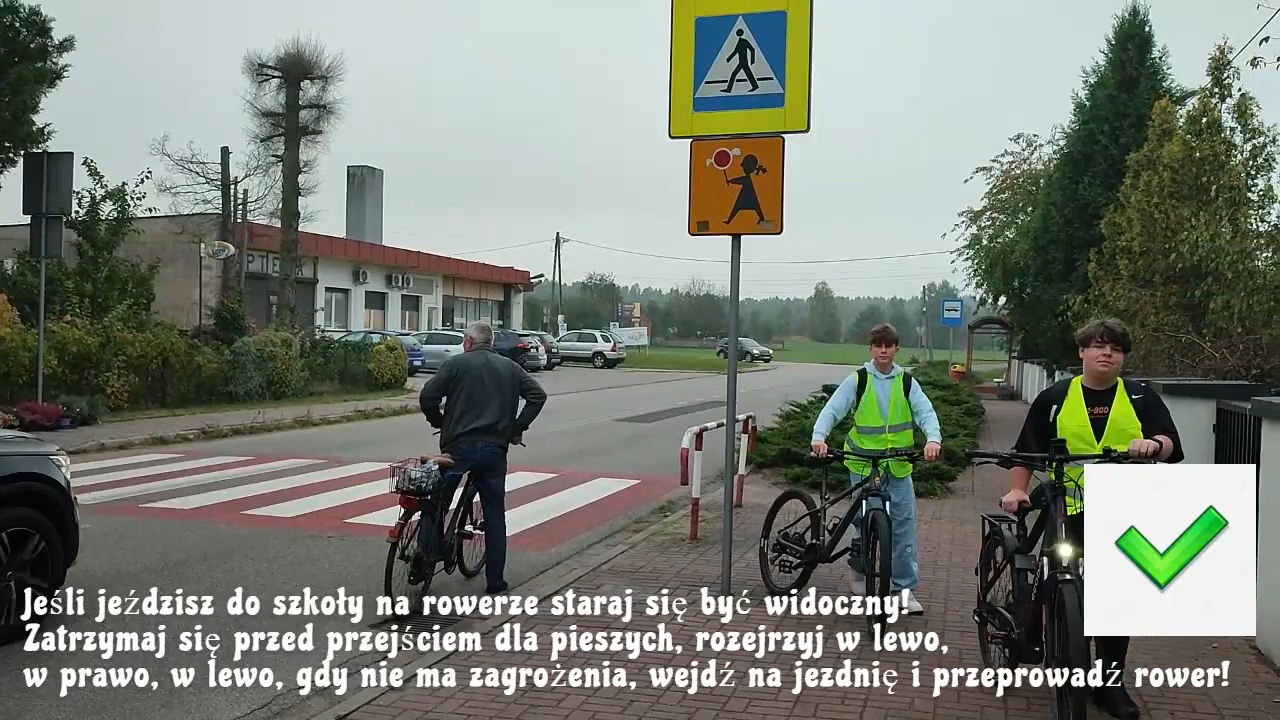 PTEKA
Jeśli jeździsz do szkoły na rowerze staraj się być widoczny!
Zatrzymaj się przed przejściem dla pieszych, rozejrzyj w lewo,
w prawo, w lewo, gdy nie ma zagrożenia, wejdź na jezdnię i przeprowadź rower!